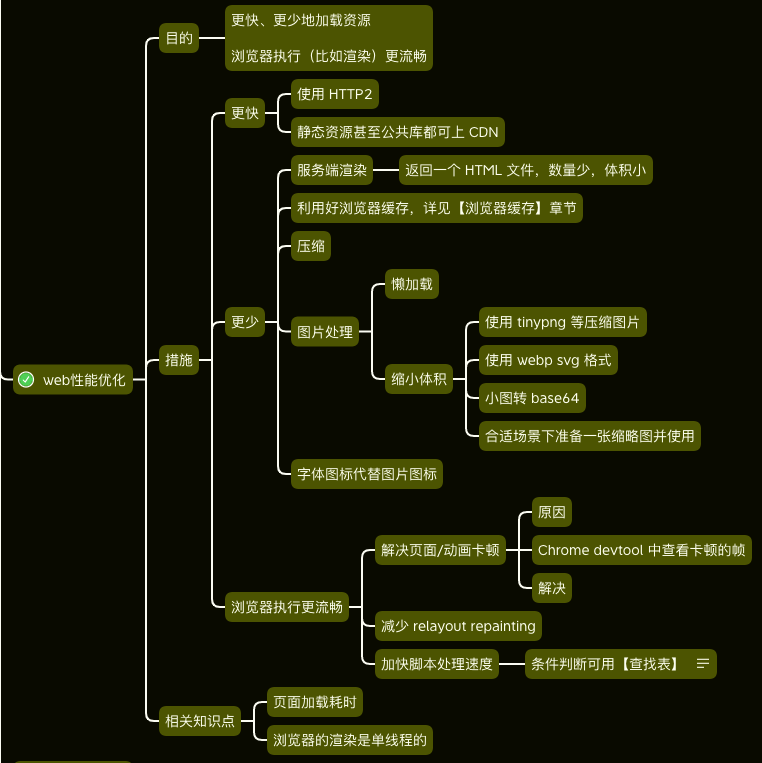 web性能优化
目的
更快、更少地加载资源
浏览器执行（比如渲染）更流畅
措施
更快
使用 HTTP2
静态资源甚至公共库都可上 CDN
更少
服务端渲染
返回一个 HTML 文件，数量少，体积小
利用好浏览器缓存，详见【浏览器缓存】章节
压缩
图片处理
懒加载
缩小体积
使用 tinypng 等压缩图片
使用 webp svg 格式
小图转 base64
合适场景下准备一张缩略图并使用
字体图标代替图片图标
浏览器执行更流畅
解决页面/动画卡顿
原因
Chrome devtool 中查看卡顿的帧
解决
减少 relayout repainting
加快脚本处理速度
条件判断可用【查找表】
相关知识点
页面加载耗时
浏览器的渲染是单线程的